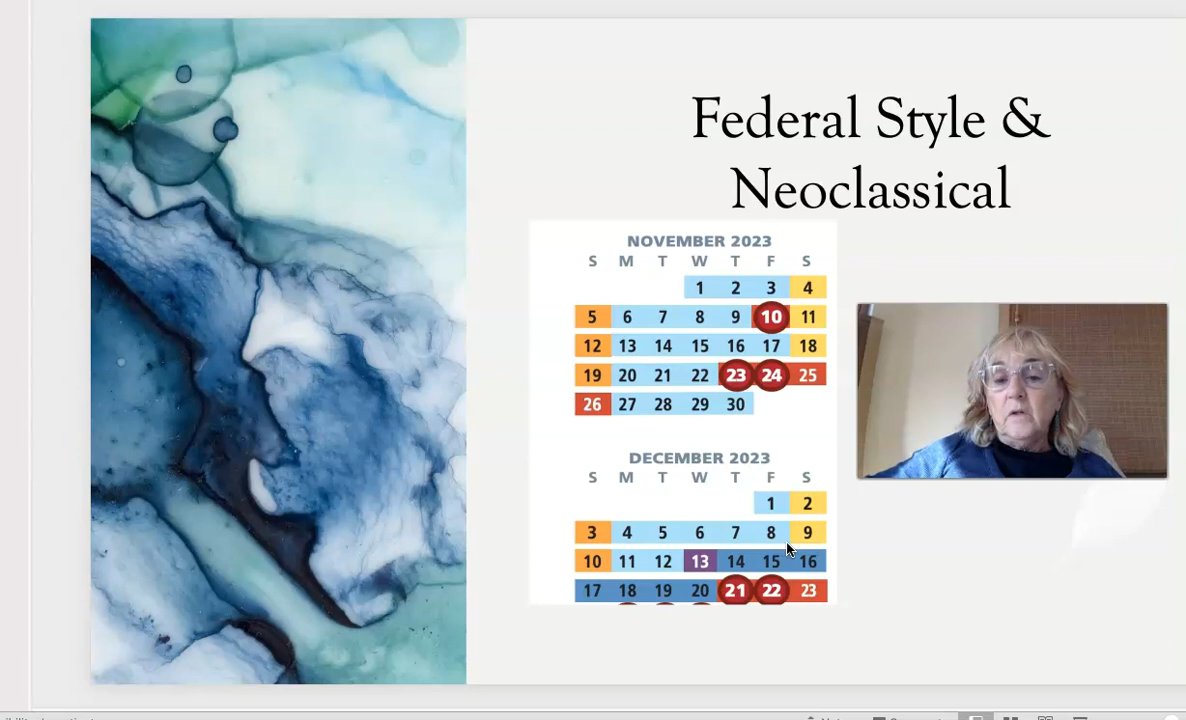 Federal Style &
Neoclassical
NOVEMBER 2023
S M T W T F S
1 2 3 4
5 6 7 8 9 10 11
12 13 14 15 16 17 18
19 20 21 22 23 24 25
26 27 28 29 30
DECEMBER 2023
S M T W T F S
1 2
3 4 5 6 7 8 9
10 11 12 13 14 15 16
17 18 19 20 21 22 23